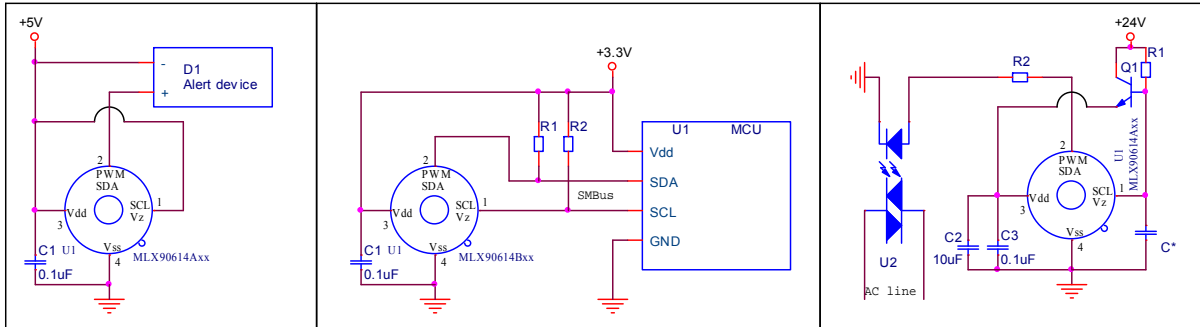 +5V
D1
Alert device
-
+
2
PWM
SDA
SCL
Vz
1
Vdd
3
Vss
4
C1
U1
0.1uF
MLX90614Axx
+3.3V
R1
R2
U1
MCU
Vdd
SDA
SCL
GND
SMBus
2
PWM
SDA
SCL
Vz
1
Vdd
3
Vss
4
C1
U1
0.1uF
MLX90614Bxx
+24V
R2
Q1
R1
U1
MLX90614Axx
2
PWM
SDA
SCL
Vz
1
Vdd
3
Vss
4
C2
10uF
C3
0.1uF
C*
U2
AC line